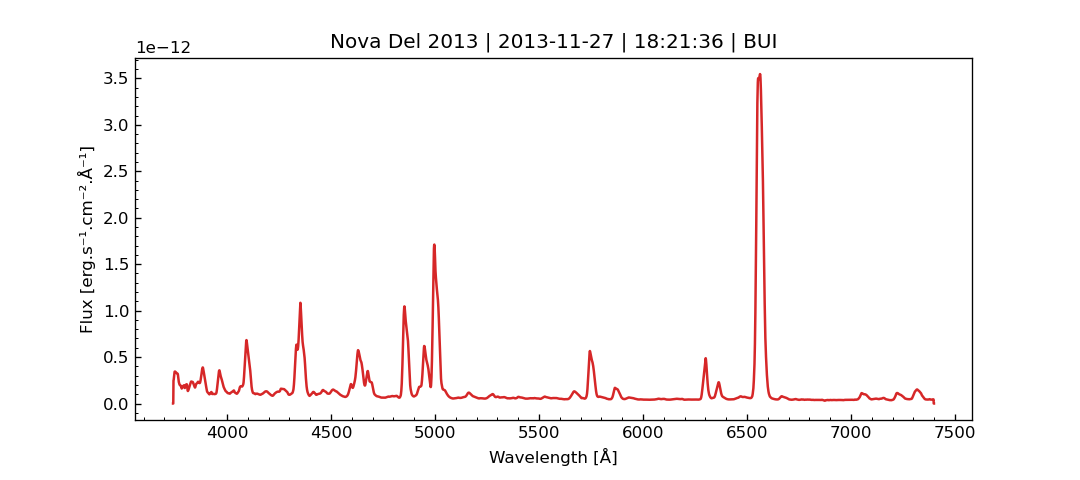 Nova Del 2013 | 2013-11-27 | 18:21:36 | BUI
1e−12
3.5
3.0
2.5
2.0
1.5
1.0
0.5
0.0
Flux [erg.s⁻¹.cm⁻².Å⁻¹]
4000 4500 5000 5500 6000 6500 7000 7500
Wavelength [Å]